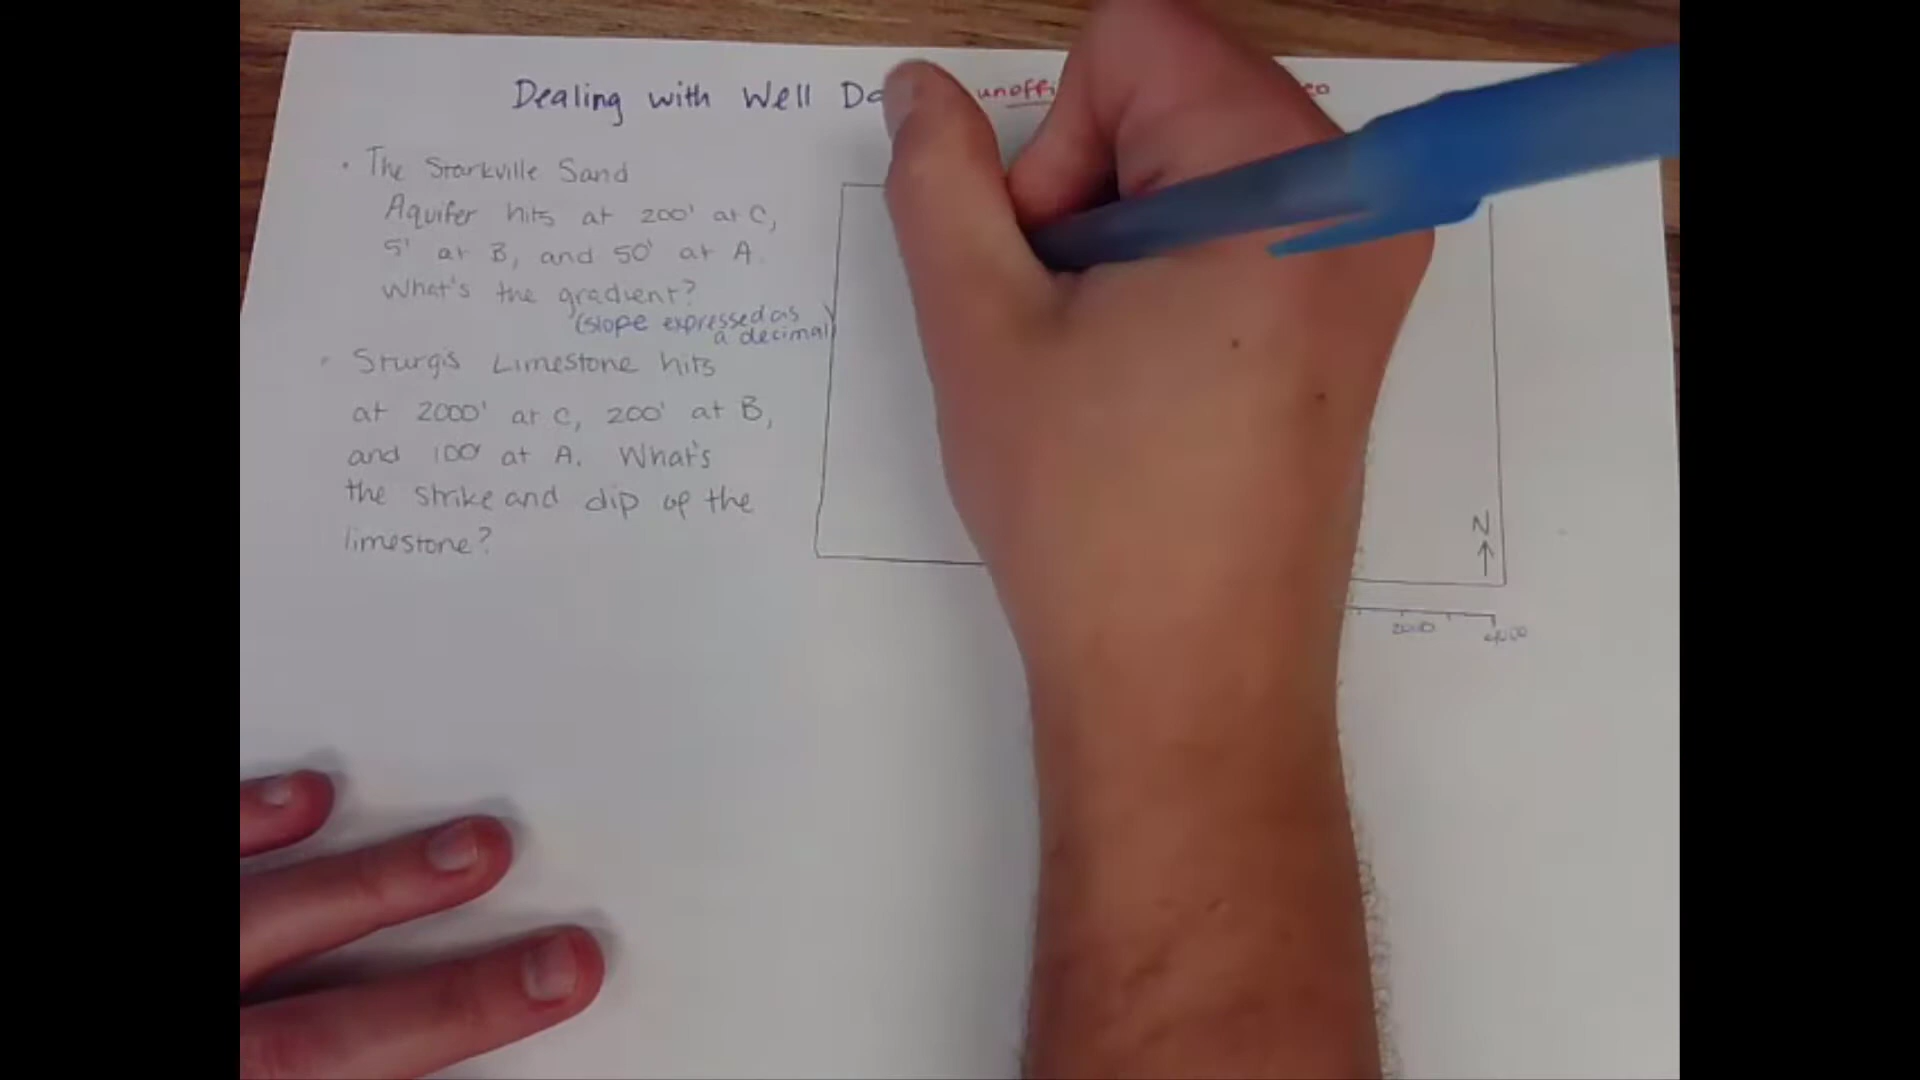 Dealing with Well
• The Starkville Sand
Aquifer hits at 200' at C,
5' at B, and 50' at A.
What's the gradient?
(slope expressed as
a decimal)
• Sturgis Limestone hits
at 2000' at C, 200' at B,
and 100' at A. What's
the strike and dip of the
limestone?
N
2000
4000